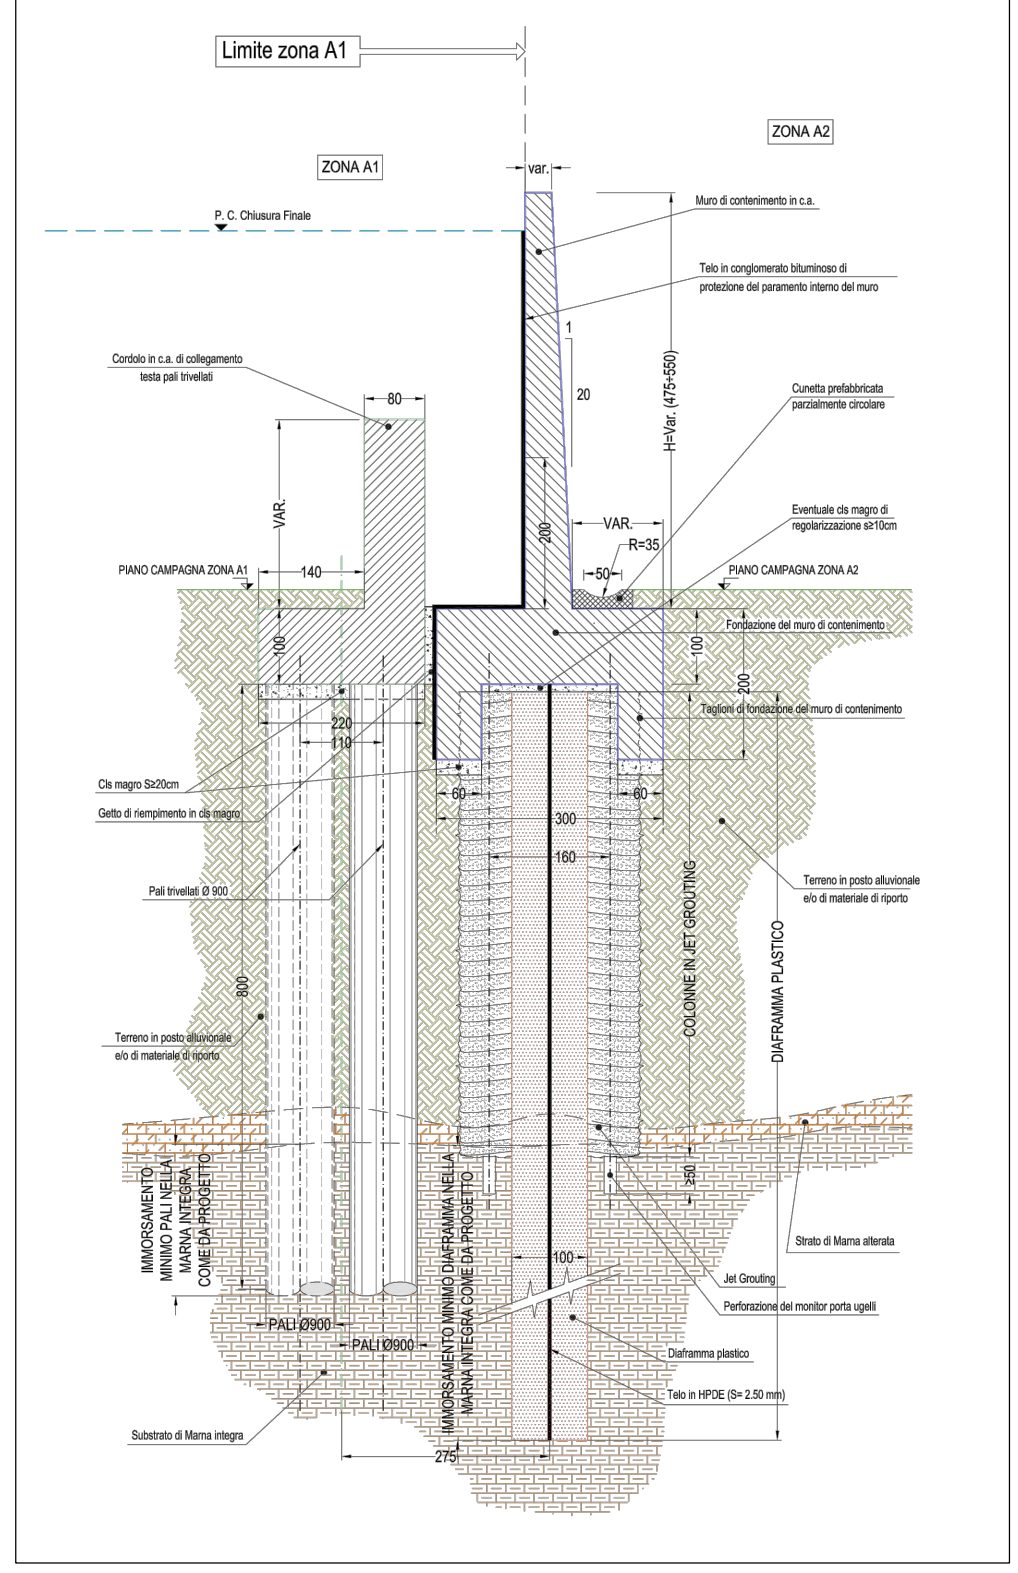 Limite zona A1
ZONA A2
ZONA A1
var.
P. C. Chiusura Finale
Muro di contenimento in c.a.
Telo in conglomerato bituminoso di
protezione del paramento interno del muro
1
20
H=Var. (475÷550)
Cordolo in c.a. di collegamento
testa pali trivellati
80
Cunetta prefabbricata
parzialmente circolare
VAR.
200
VAR.
R=35
50
Eventuale cls magro di
regolarizzazione s≥10cm
PIANO CAMPAGNA ZONA A1
140
PIANO CAMPAGNA ZONA A2
100
Fondazione del muro di contenimento
100
200
Taglioni di fondazione del muro di contenimento
220
110
Cls magro S≥20cm
Getto di riempimento in cls magro
60
60
300
160
Pali trivellati Ø 900
Terreno in posto alluvionale
e/o di materiale di riporto
800
COLONNE IN JET GROUTING
DIAFRAMMA PLASTICO
Terreno in posto alluvionale
e/o di materiale di riporto
IMMORSAMENTO
MINIMO PALI NELLA
MARNA INTEGRA
COME DA PROGETTO
IMMORSAMENTO MINIMO DIAFRAMMA NELLA
MARNA INTEGRA COME DA PROGETTO
≥50
Strato di Marna alterata
100
Jet Grouting
Perforazione del monitor porta ugelli
PALI Ø900
PALI Ø900
Diaframma plastico
Telo in HPDE (S= 2.50 mm)
Substrato di Marna integra
275